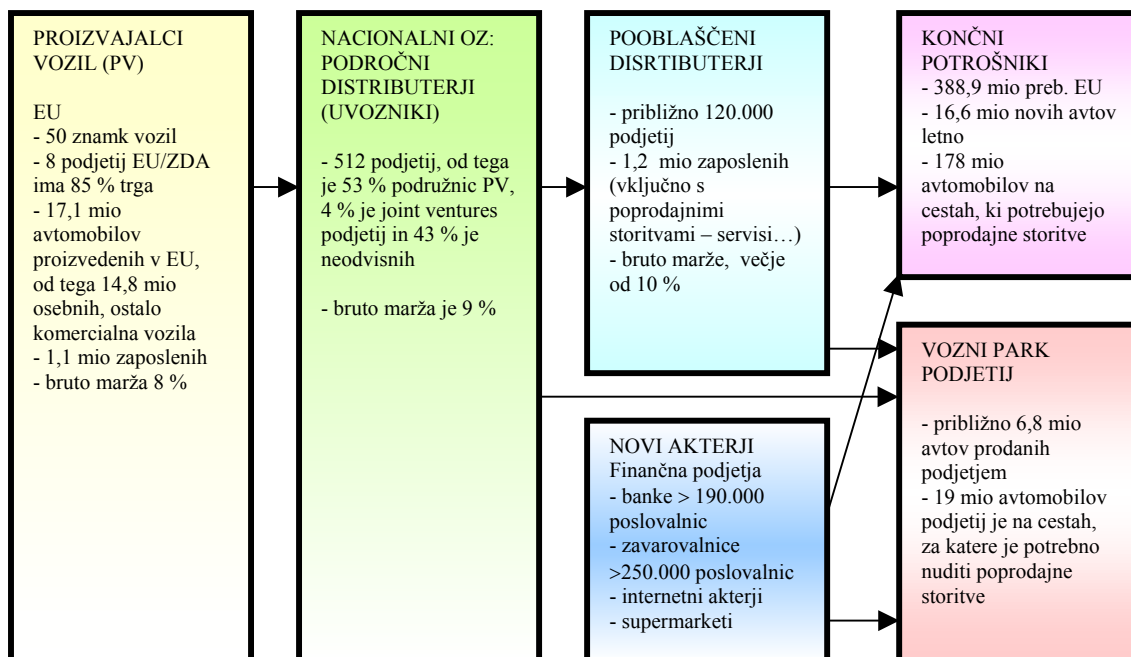 PROIZVAJALCI
VOZIL (PV)
EU
- 50 znamk vozil
- 8 podjetij EU/ZDA
ima 85 % trga
- 17,1 mio
avtomobilov
proizvedenih v EU,
od tega 14,8 mio
osebnih, ostalo
komercialna vozila
- 1,1 mio zaposlenih
- bruto marža 8 %
NACIONALNI OZ:
PODROČNI
DISTRIBUTERJI
(UVOZNIKI)
- 512 podjetij, od tega
je 53 % podružnic PV,
4 % je joint ventures
podjetij in 43 % je
neodvisnih
- bruto marža je 9 %
POOBLAŠČENI
DISRTIBUTERJI
- približno 120.000
podjetij
- 1,2 mio zaposlenih
(vključno s
poprodajnimi
storitvami – servisi…)
- bruto marže, večje
od 10 %
NOVI AKTERJI
Finančna podjetja
- banke > 190.000
poslovalnic
- zavarovalnice
>250.000 poslovalnic
- internetni akterji
- supermarketi
KONČNI
POTROŠNIKI
- 388,9 mio preb. EU
- 16,6 mio novih avtov
letno
- 178 mio
avtomobilov na
cestah, ki potrebujejo
poprodajne storitve
VOZNI PARK
PODJETIJ
- približno 6,8 mio
avtov prodanih
podjetjem
- 19 mio avtomobilov
podjetij je na cestah,
za katere je potrebno
nuditi poprodajne
storitve